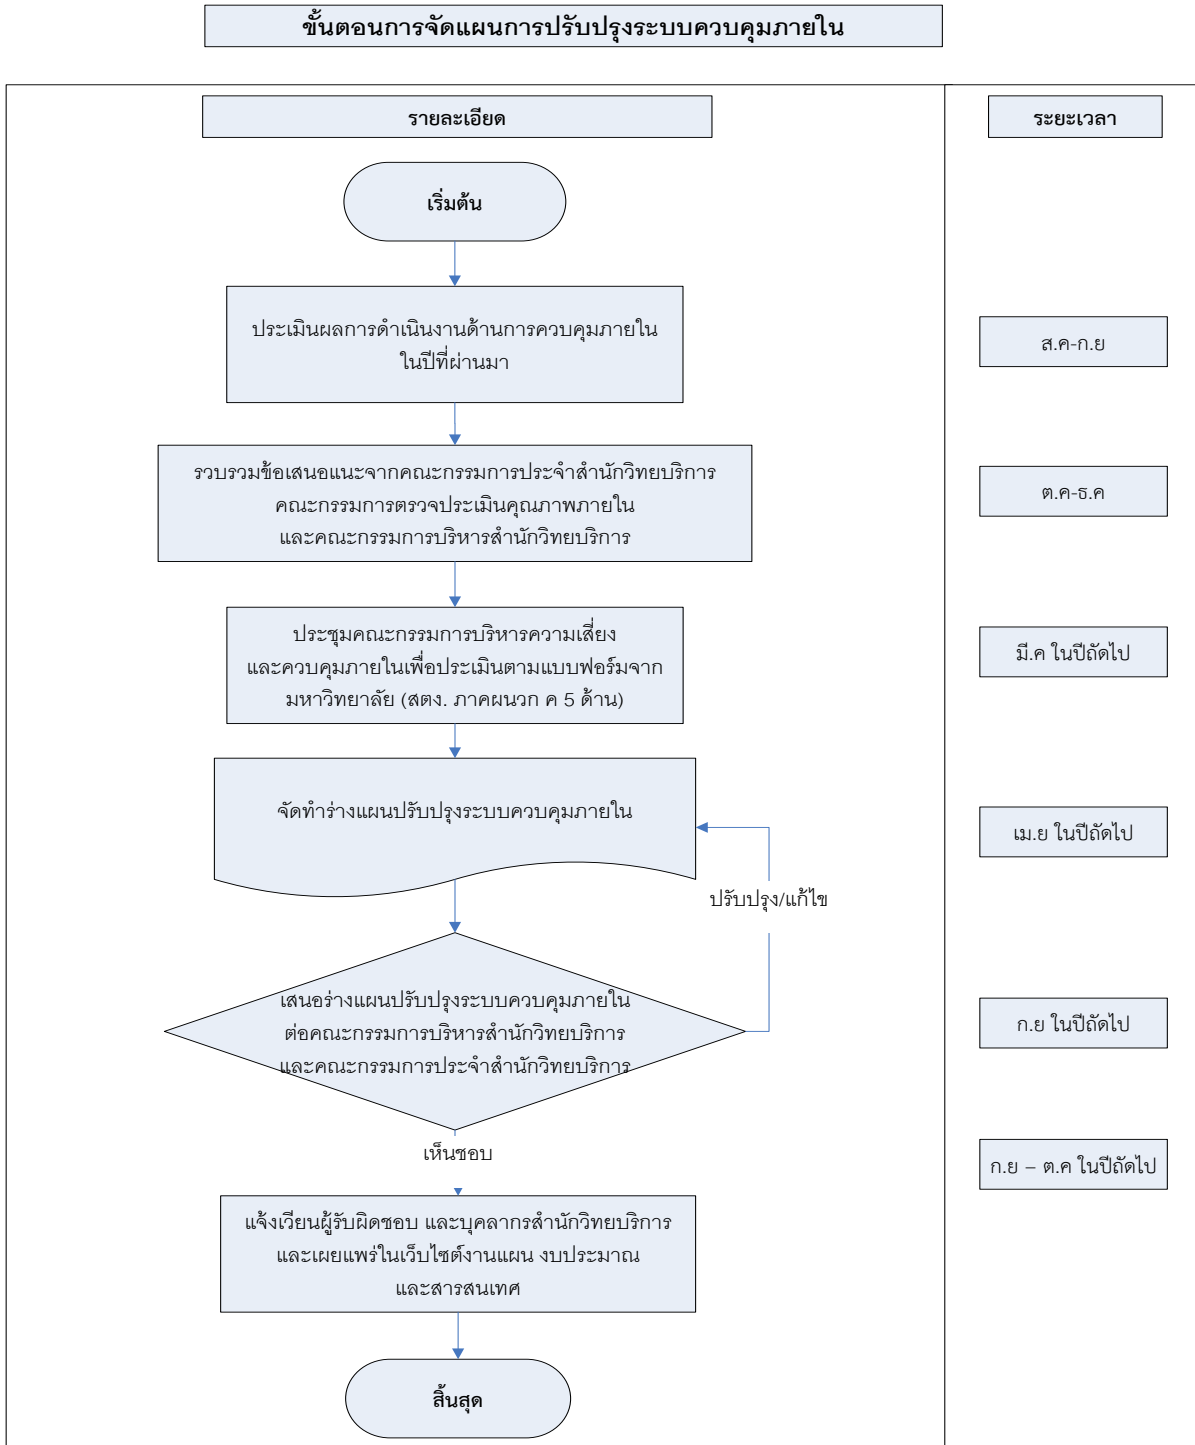 ขั้นตอนการจัดแผนการปรับปรุงระบบควบคุมภายใน
รายละเอียด
ระยะเวลา
เริ่มต้น
ประเมินผลการดำเนินงานด้านการควบคุมภายใน
ในปีที่ผ่านมา
ส.ค-ก.ย
รวบรวมข้อเสนอแนะจากคณะกรรมการประจำสำนักวิทยบริการ
คณะกรรมการตรวจประเมินคุณภาพภายใน
และคณะกรรมการบริหารสำนักวิทยบริการ
ต.ค-ธ.ค
ประชุมคณะกรรมการบริหารความเสี่ยง
และควบคุมภายในเพื่อประเมินตามแบบฟอร์มจาก
มหาวิทยาลัย (สตง. ภาคผนวก ค 5 ด้าน)
มี.ค ในปีถัดไป
จัดทำร่างแผนปรับปรุงระบบควบคุมภายใน
เม.ย ในปีถัดไป
ปรับปรุง/แก้ไข
เสนอร่างแผนปรับปรุงระบบควบคุมภายใน
ต่อคณะกรรมการบริหารสำนักวิทยบริการ
และคณะกรรมการประจำสำนักวิทยบริการ
ก.ย ในปีถัดไป
เห็นชอบ
ก.ย – ต.ค ในปีถัดไป
แจ้งเวียนผู้รับผิดชอบ และบุคลากรสำนักวิทยบริการ
และเผยแพร่ในเว็บไซต์งานแผน งบประมาณ
และสารสนเทศ
สิ้นสุด